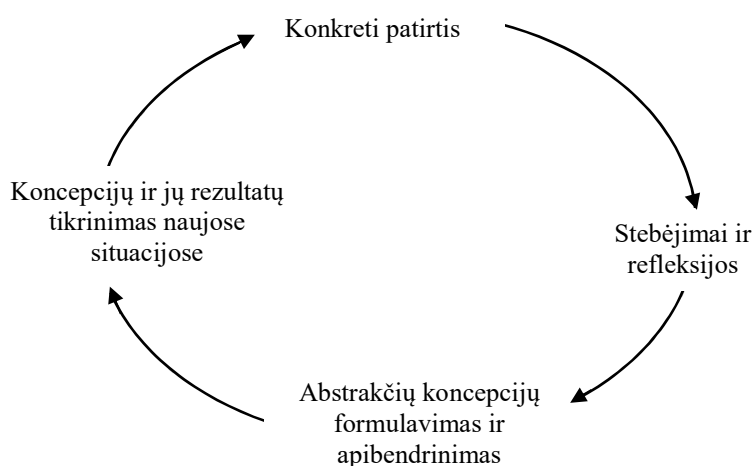 Konkreti patirtis
Stebėjimai ir
refleksijos
Abstrakčių koncepcijų
formulavimas ir
apibendrinimas
Koncepcijų ir jų rezultatų
tikrinimas naujose
situacijose